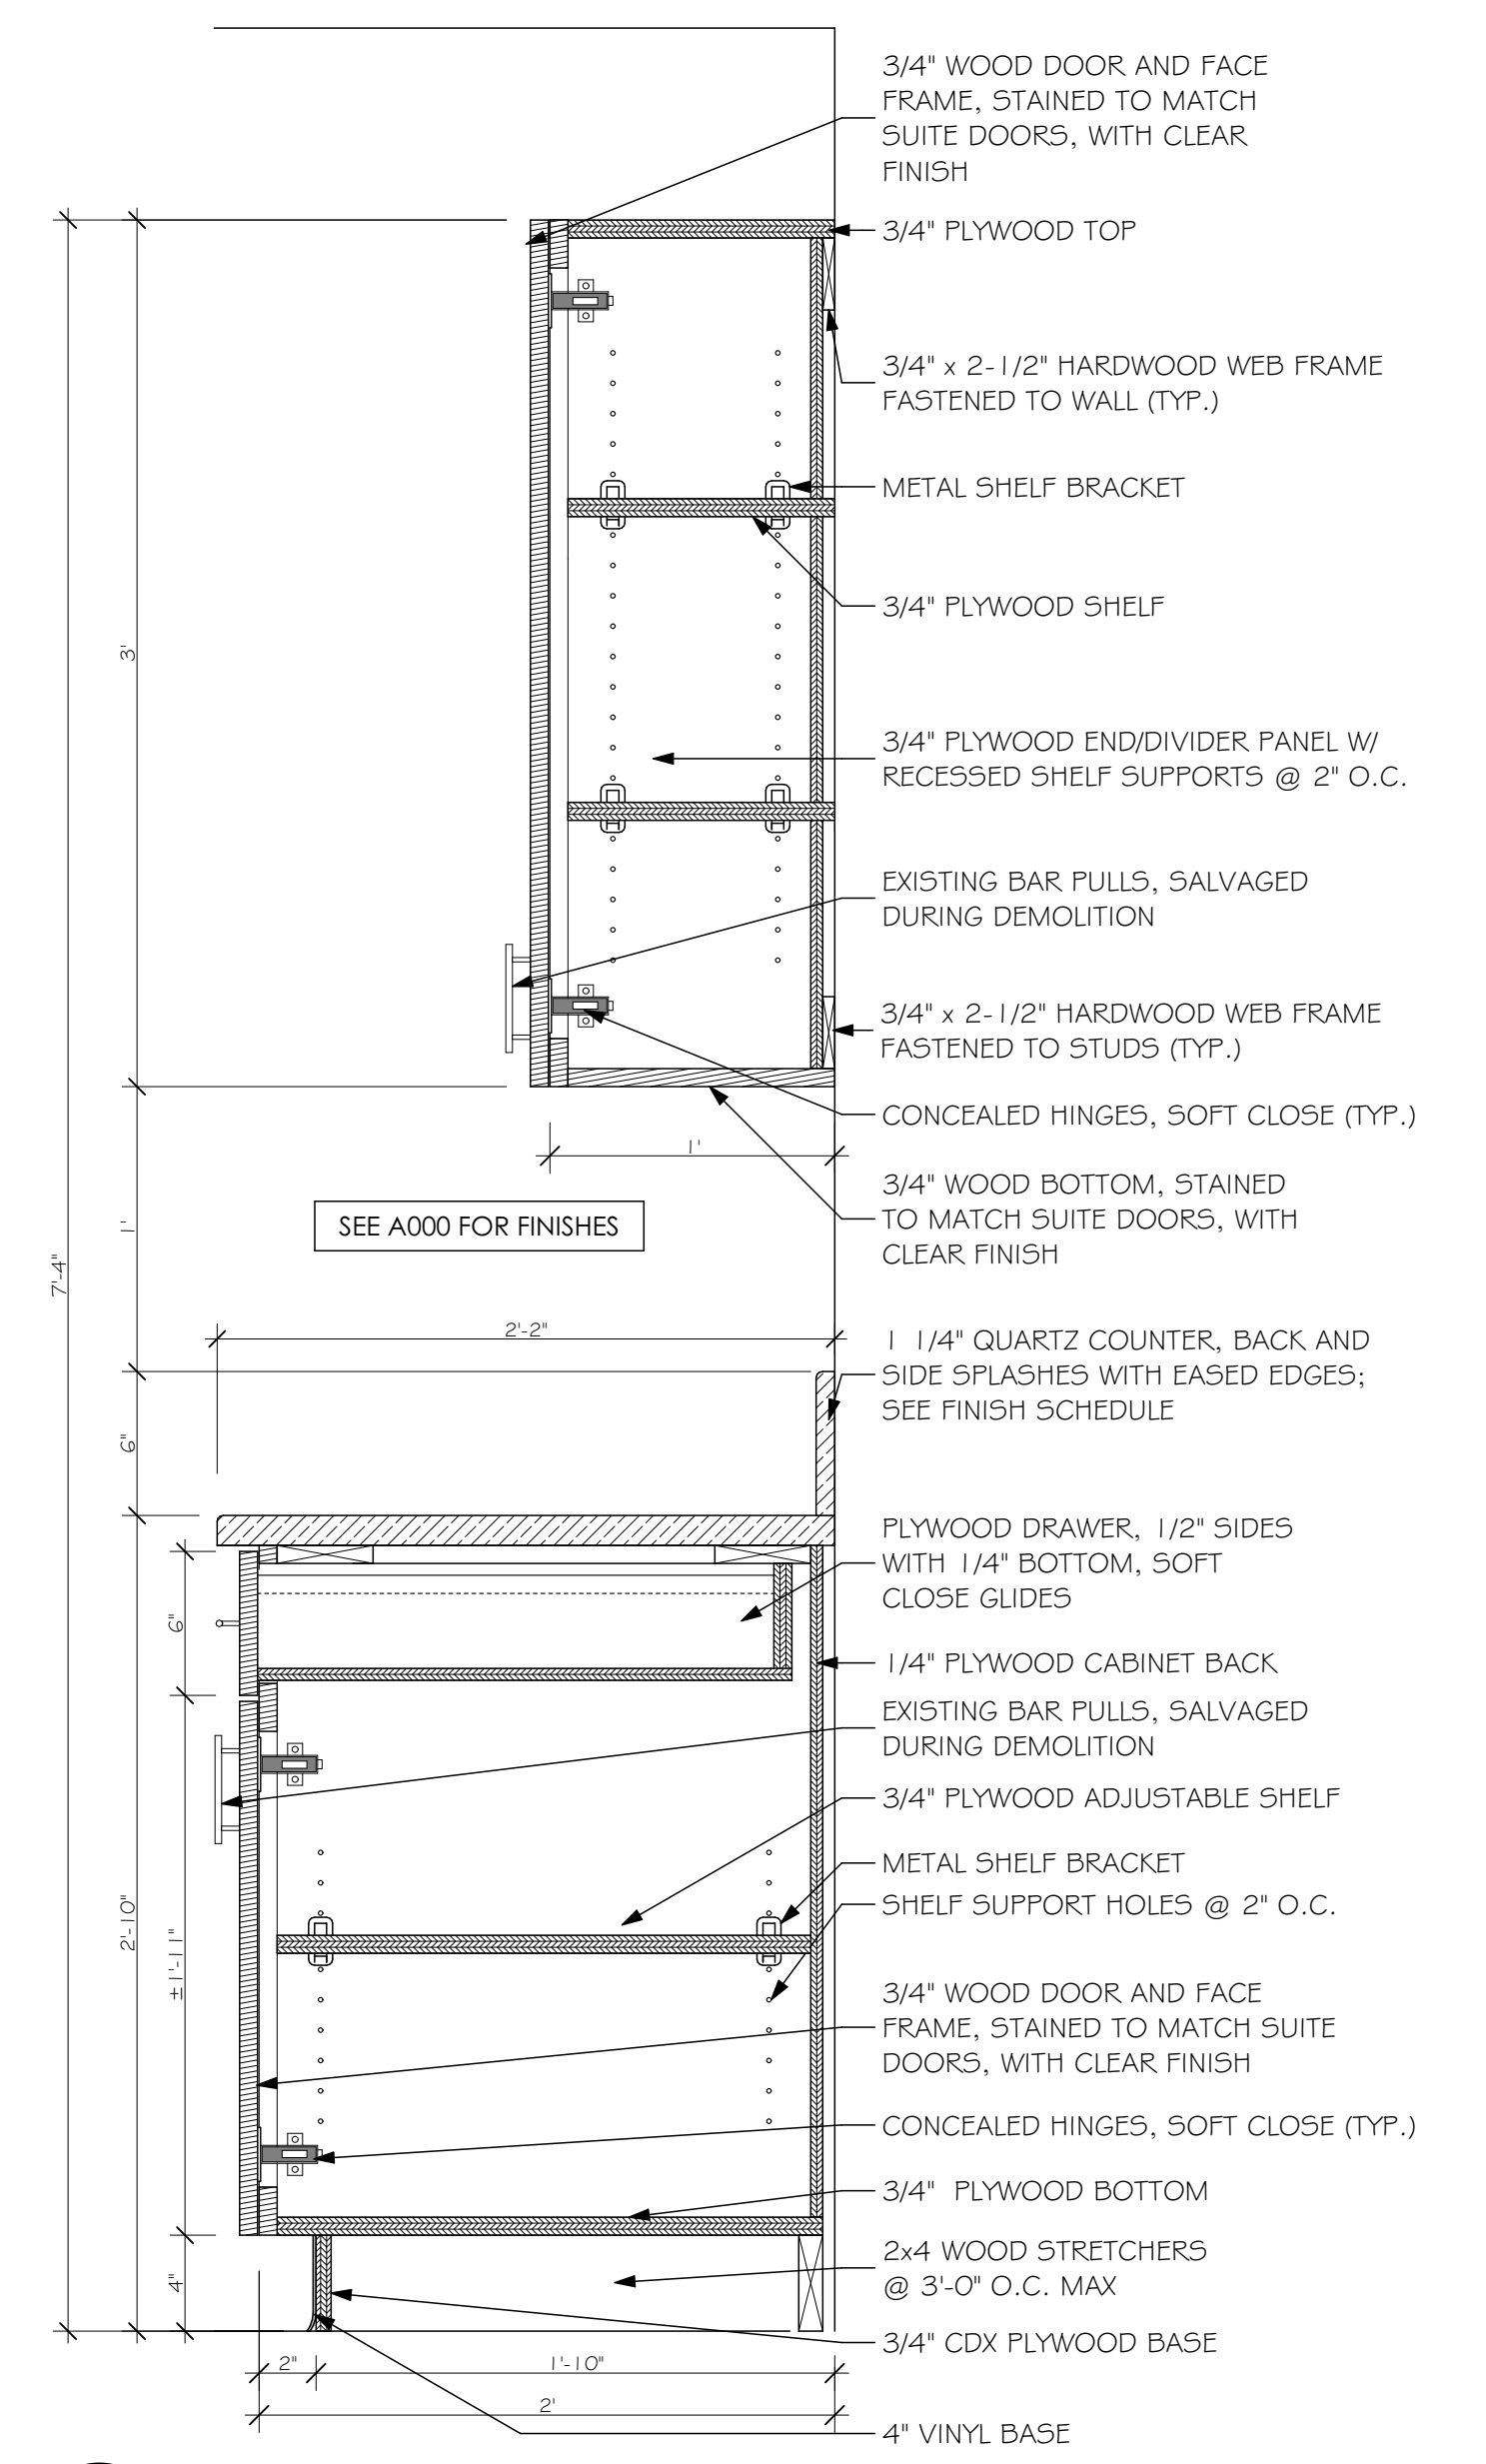 3/4" WOOD DOOR AND FACE
FRAME, STAINED TO MATCH
SUITE DOORS, WITH CLEAR
FINISH
3/4" PLYWOOD TOP
3/4" x 2-1/2" HARDWOOD WEB FRAME
FASTENED TO WALL (TYP.)
METAL SHELF BRACKET
3/4" PLYWOOD SHELF
3'
3/4" PLYWOOD END/DIVIDER PANEL W/
RECESSED SHELF SUPPORTS @ 2" O.C.
EXISTING BAR PULLS, SALVAGED
DURING DEMOLITION
3/4" x 2-1/2" HARDWOOD WEB FRAME
FASTENED TO STUDS (TYP.)
CONCEALED HINGES, SOFT CLOSE (TYP.)
1'
3/4" WOOD BOTTOM, STAINED
TO MATCH SUITE DOORS, WITH
CLEAR FINISH
1'
SEE A000 FOR FINISHES
7'-4"
2'-2"
1 1/4" QUARTZ COUNTER, BACK AND
SIDE SPLASHES WITH EASED EDGES;
SEE FINISH SCHEDULE
6"
PLYWOOD DRAWER, 1/2" SIDES
WITH 1/4" BOTTOM, SOFT
CLOSE GLIDES
6"
1/4" PLYWOOD CABINET BACK
EXISTING BAR PULLS, SALVAGED
DURING DEMOLITION
3/4" PLYWOOD ADJUSTABLE SHELF
METAL SHELF BRACKET
SHELF SUPPORT HOLES @ 2" O.C.
2'-10"
±1'-11"
3/4" WOOD DOOR AND FACE
FRAME, STAINED TO MATCH SUITE
DOORS, WITH CLEAR FINISH
CONCEALED HINGES, SOFT CLOSE (TYP.)
3/4" PLYWOOD BOTTOM
2x4 WOOD STRETCHERS
@ 3'-0" O.C. MAX
4"
3/4" CDX PLYWOOD BASE
2"
1'-10"
2'
4" VINYL BASE